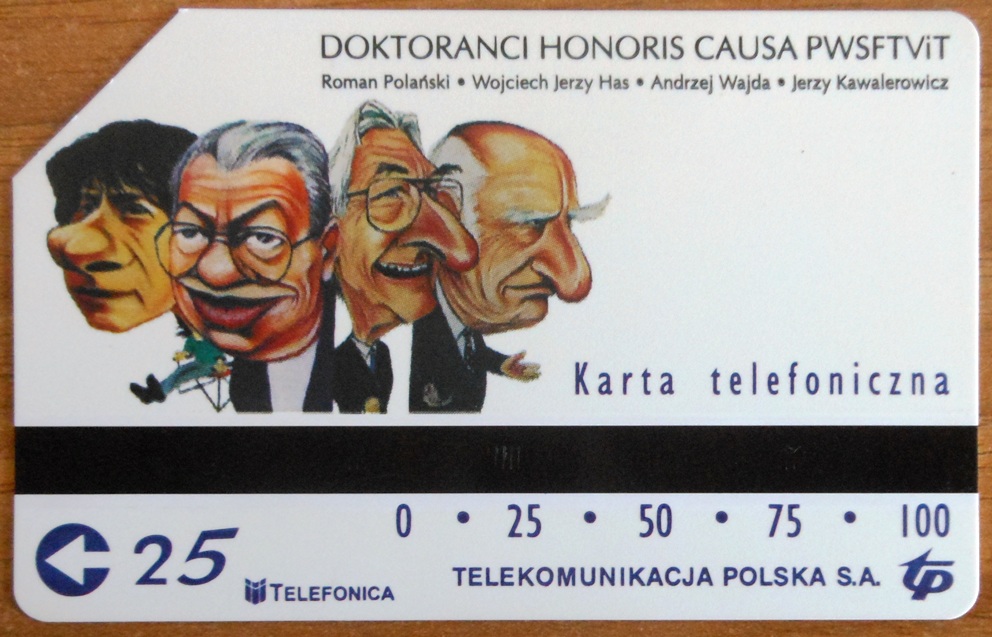 DOKTORANCI HONORIS CAUSA PWSFTViT
Roman Polański • Wojciech Jerzy Has • Andrzej Wajda • Jerzy Kawalerowicz
Karta telefoniczna
0 • 25 • 50 • 75 • 100
25
TELEFONICA
TELEKOMUNIKACJA POLSKA S.A.
tp